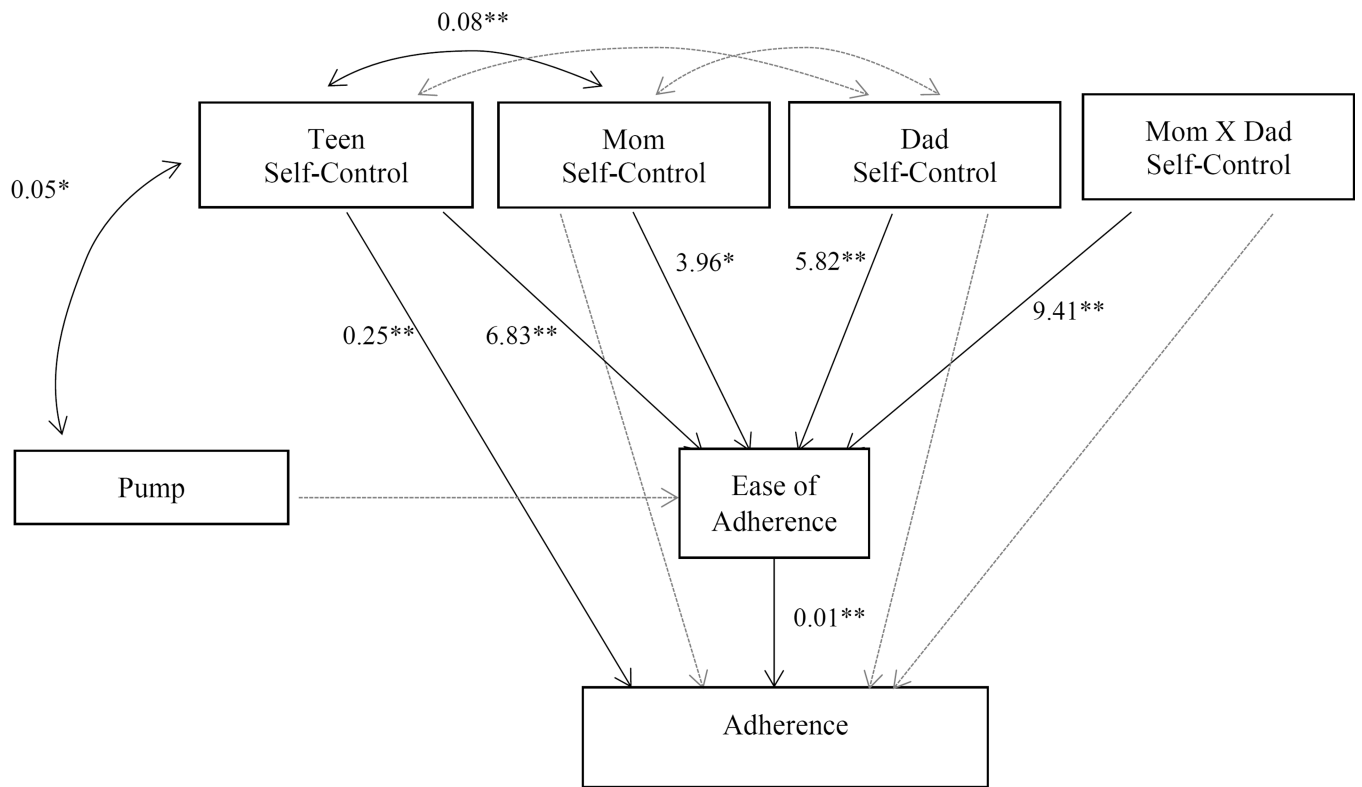 0.08**
Teen
Self-Control
Mom
Self-Control
Dad
Self-Control
Mom X Dad
Self-Control
0.05*
3.96*
5.82**
9.41**
0.25**
6.83**
Pump
Ease of
Adherence
0.01**
Adherence